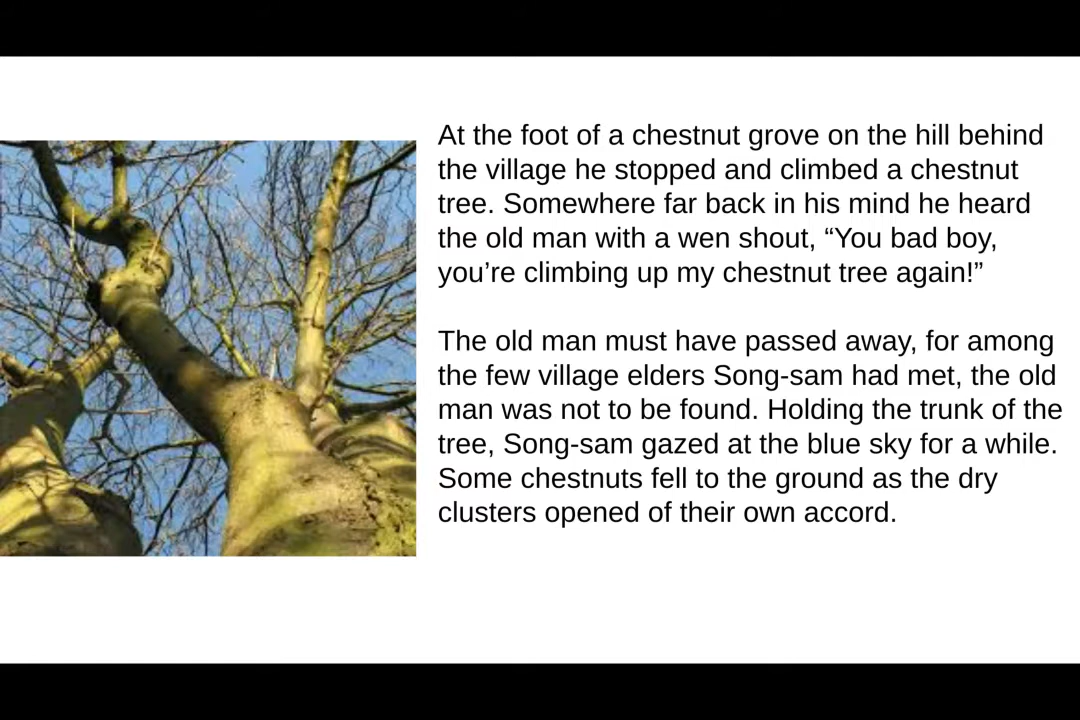 At the foot of a chestnut grove on the hill behind
the village he stopped and climbed a chestnut
tree. Somewhere far back in his mind he heard
the old man with a wen shout, “You bad boy,
you’re climbing up my chestnut tree again!”
The old man must have passed away, for among
the few village elders Song-sam had met, the old
man was not to be found. Holding the trunk of the
tree, Song-sam gazed at the blue sky for a while.
Some chestnuts fell to the ground as the dry
clusters opened of their own accord.